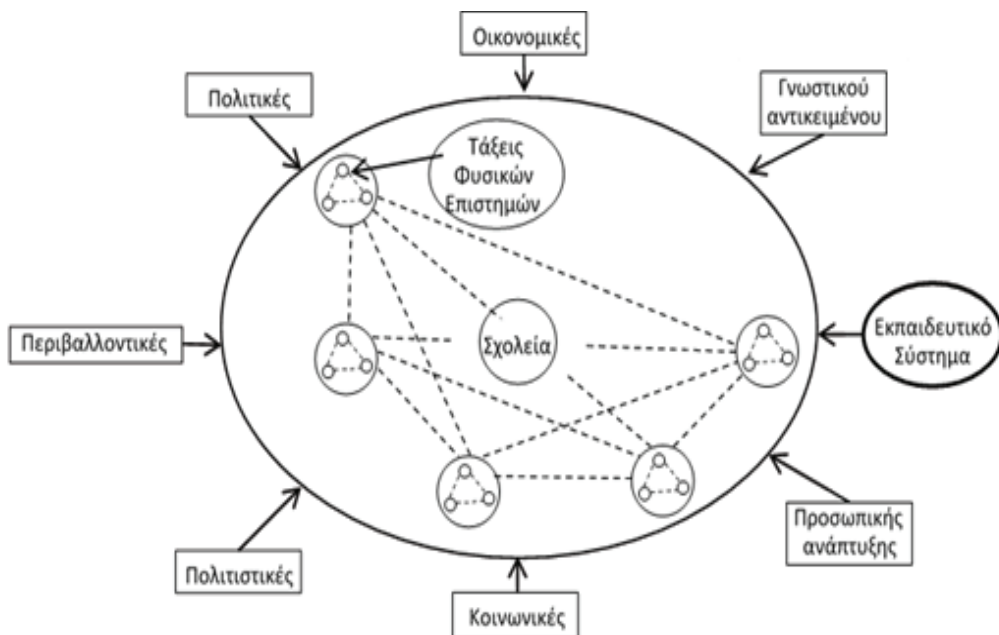 Οικονομικές
Πολιτικές
Γνωστικού
αντικειμένου
Τάξεις
Φυσικών
Επιστημών
Περιβαλλοντικές
Σχολεία
Εκπαιδευτικό
Σύστημα
Προσωπικής
ανάπτυξης
Πολιτιστικές
Κοινωνικές